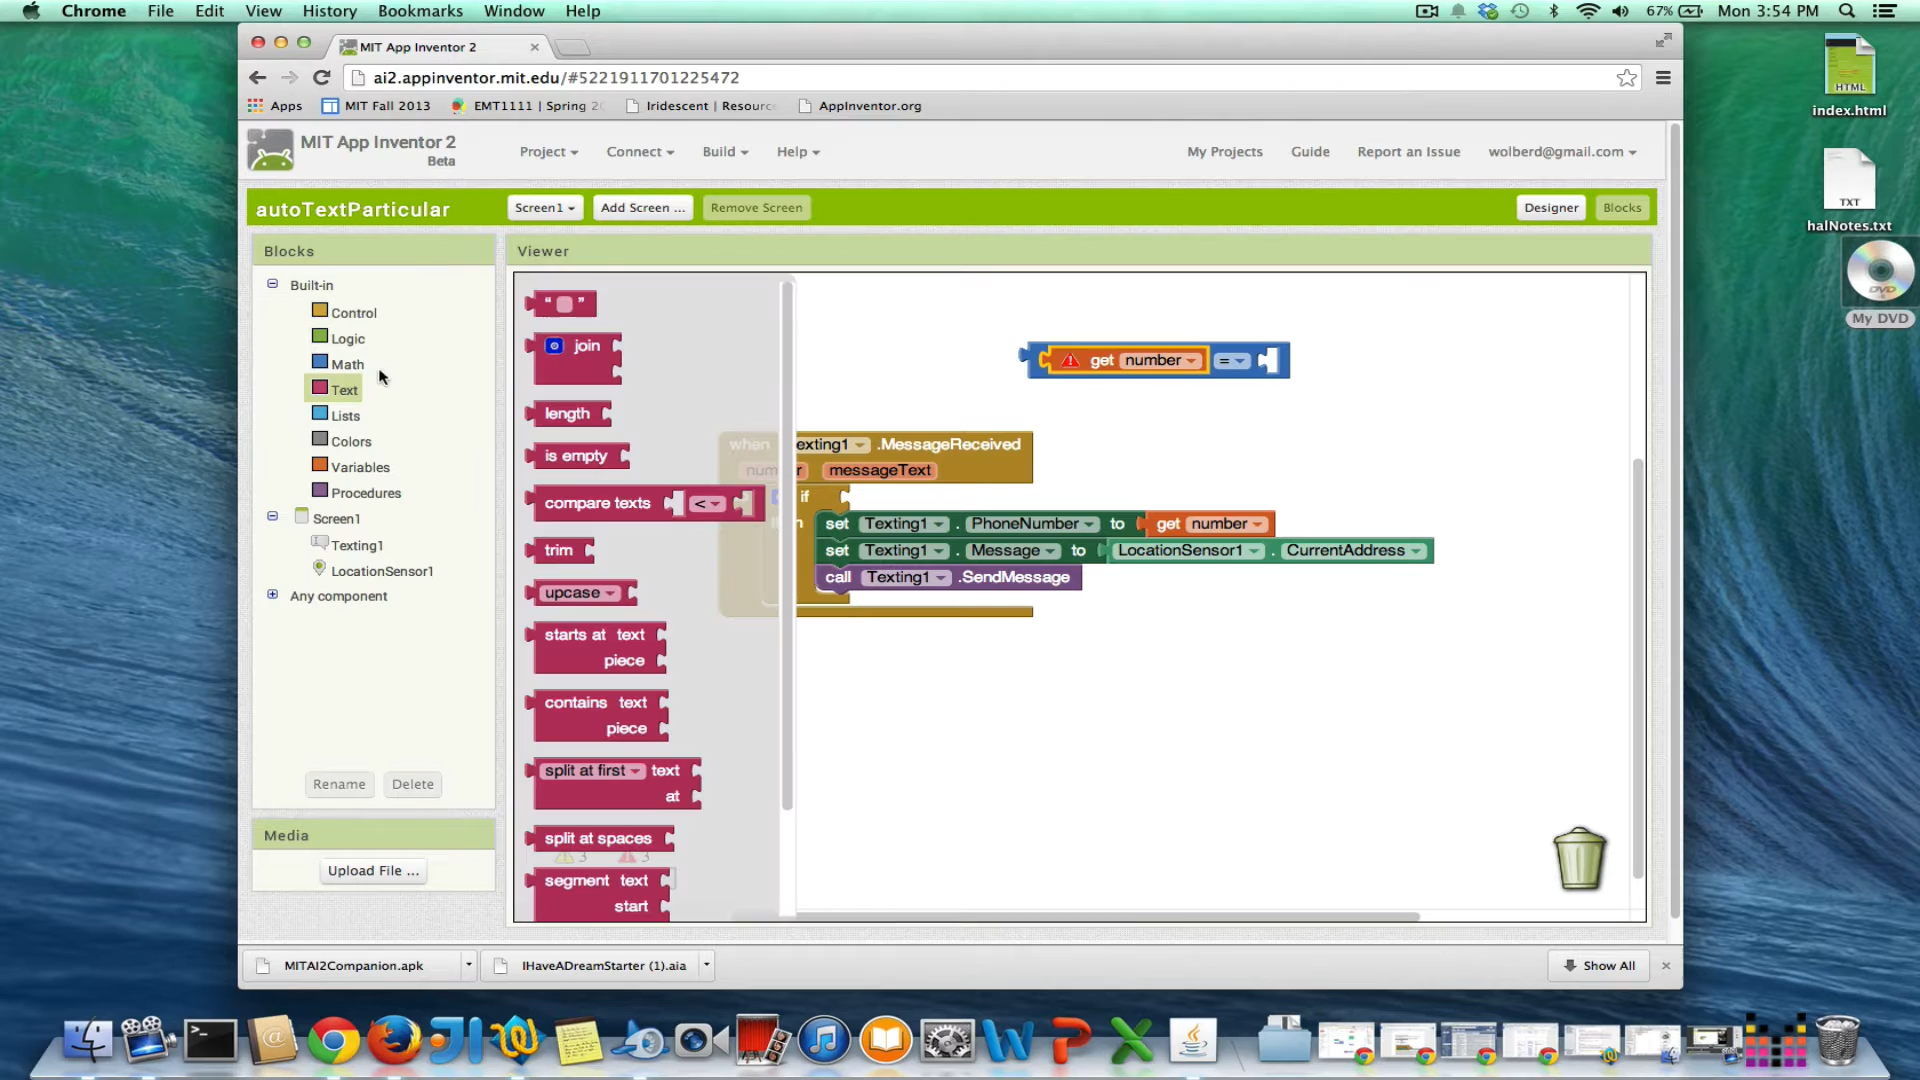 Chrome File Edit View History Bookmarks Window Help 67% Mon 3:54 PM
MIT App Inventor 2
ai2.appinventor.mit.edu/#5221911701225472
Apps MIT Fall 2013 EMT1111 | Spring 2 Iridescent | Resourc AppInventor.org
MIT App Inventor 2
Beta
Project Connect Build Help My Projects Guide Report an Issue wolberd@gmail.com
autoTextParticular Screen1 Add Screen ... Remove Screen Designer Blocks
Blocks
Built-in
Control
Logic
Math
Text
Lists
Colors
Variables
Procedures
Screen1
Texting1
LocationSensor1
Any component
Rename Delete
Media
Upload File ...
Viewer
“ ”
join
length
is empty
compare texts <
trim
upcase
starts at text
piece
contains text
piece
split at first text
at
split at spaces
3 3
segment text
start
get number =
when exting1 .MessageReceived
num r messageText
if
n
set Texting1 . PhoneNumber to get number
set Texting1 . Message to LocationSensor1 . CurrentAddress
call Texting1 .SendMessage
MITAI2Companion.apk IHaveADreamStarter (1).aia Show All
HTML
index.html
TXT
halNotes.txt
DVD
My DVD